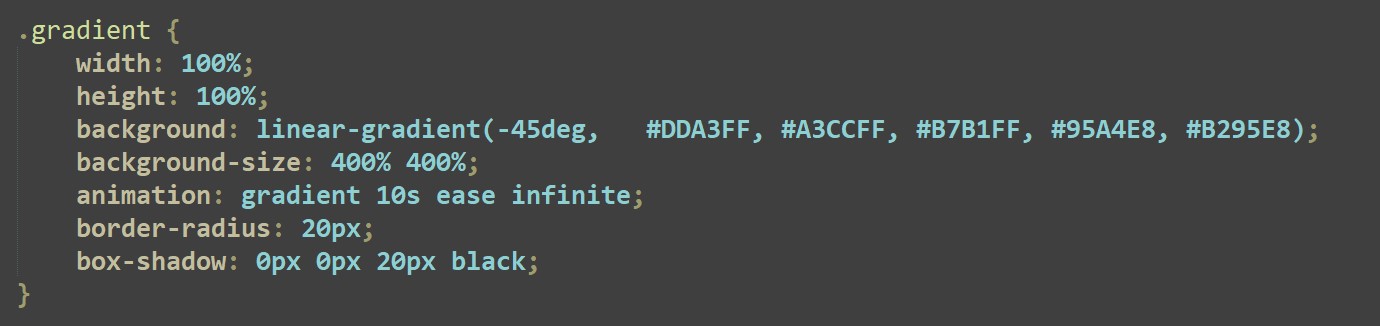 .gradient {
    width: 100%;
    height: 100%;
    background: linear-gradient(-45deg,   #DDA3FF, #A3CCFF, #B7B1FF, #95A4E8, #B295E8);
    background-size: 400% 400%;
    animation: gradient 10s ease infinite;
    border-radius: 20px;
    box-shadow: 0px 0px 20px black;
}